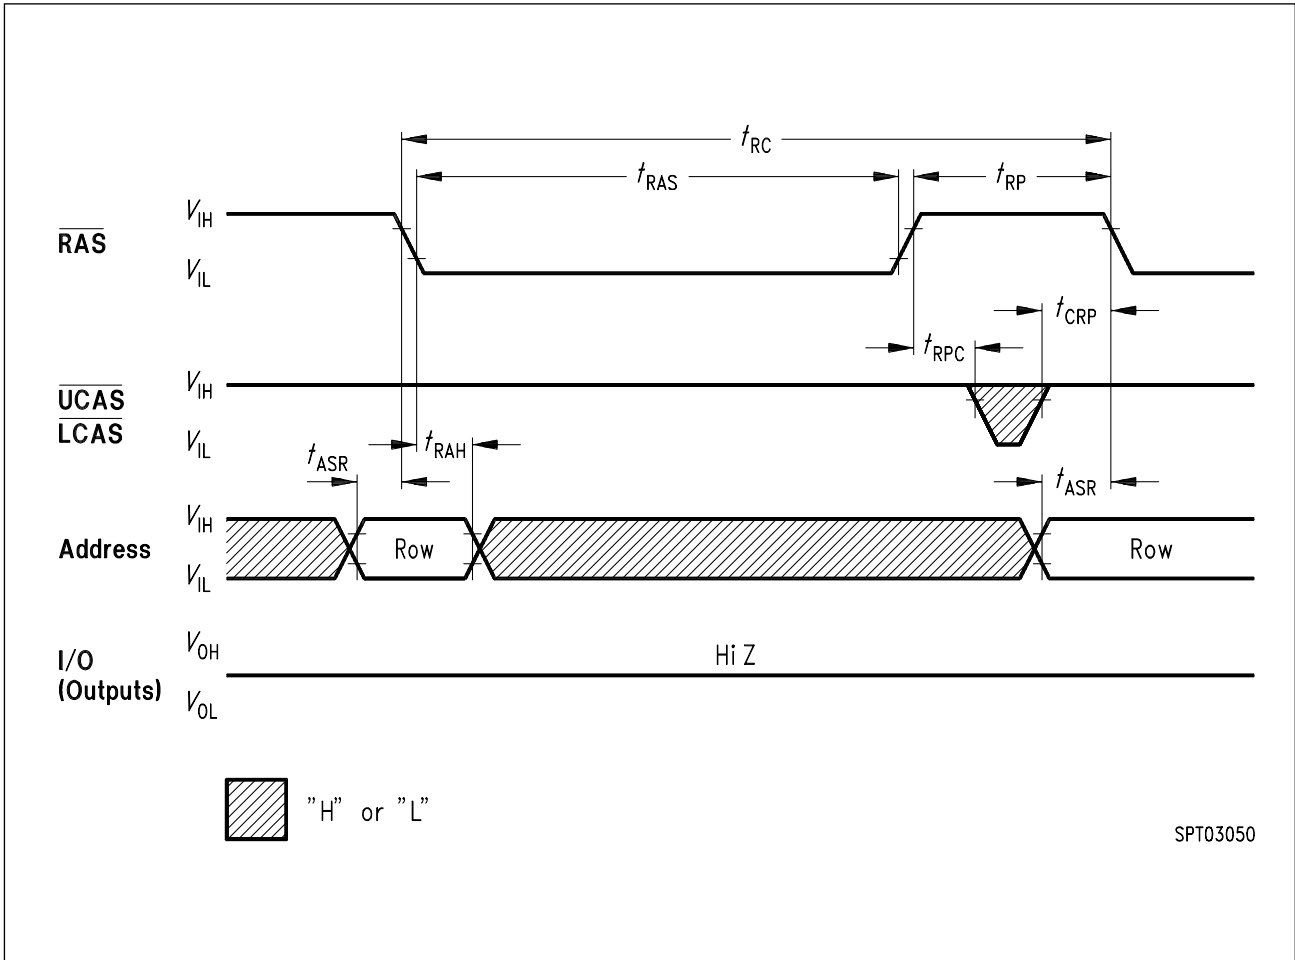 tRC
tRAS
tRP
RAS
VIH
VIL
tCRP
tRPC
UCAS
LCAS
VIH
VIL
tRAH
tASR
tASR
Address
VIH
VIL
Row
Row
I/O
(Outputs)
VOH
VOL
Hi Z
"H" or "L"
SPT03050